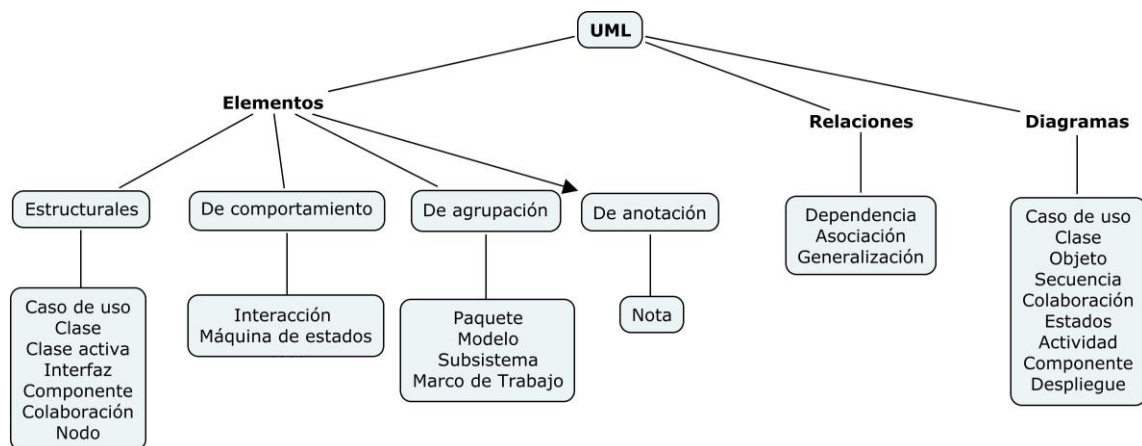 UML
Elementos
Relaciones
Diagramas
Estructurales
De comportamiento
De agrupación
De anotación
Dependencia
Asociación
Generalización
Caso de uso
Clase
Objeto
Secuencia
Colaboración
Estados
Actividad
Componente
Despliegue
Caso de uso
Clase
Clase activa
Interfaz
Componente
Colaboración
Nodo
Interacción
Máquina de estados
Paquete
Modelo
Subsistema
Marco de Trabajo
Nota